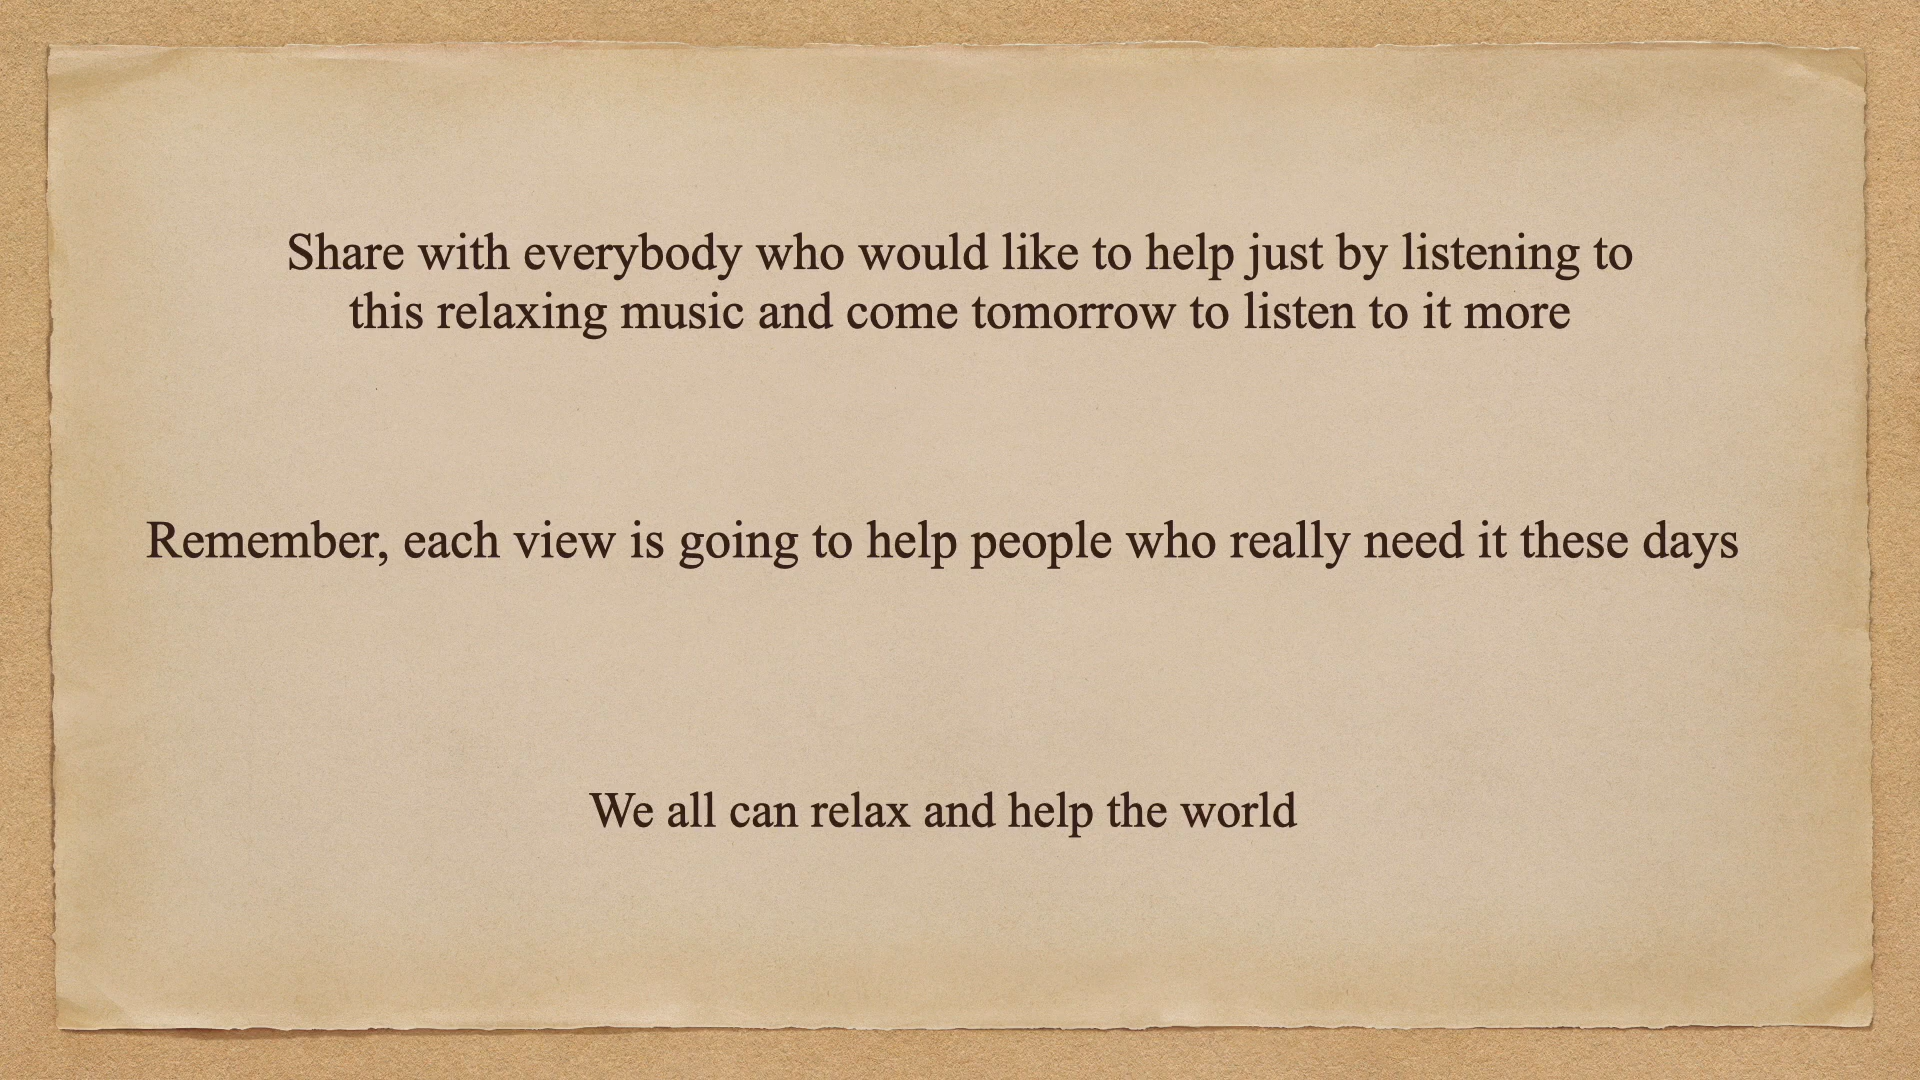 Share with everybody who would like to help just by listening to
this relaxing music and come tomorrow to listen to it more
Remember, each view is going to help people who really need it these days
We all can relax and help the world